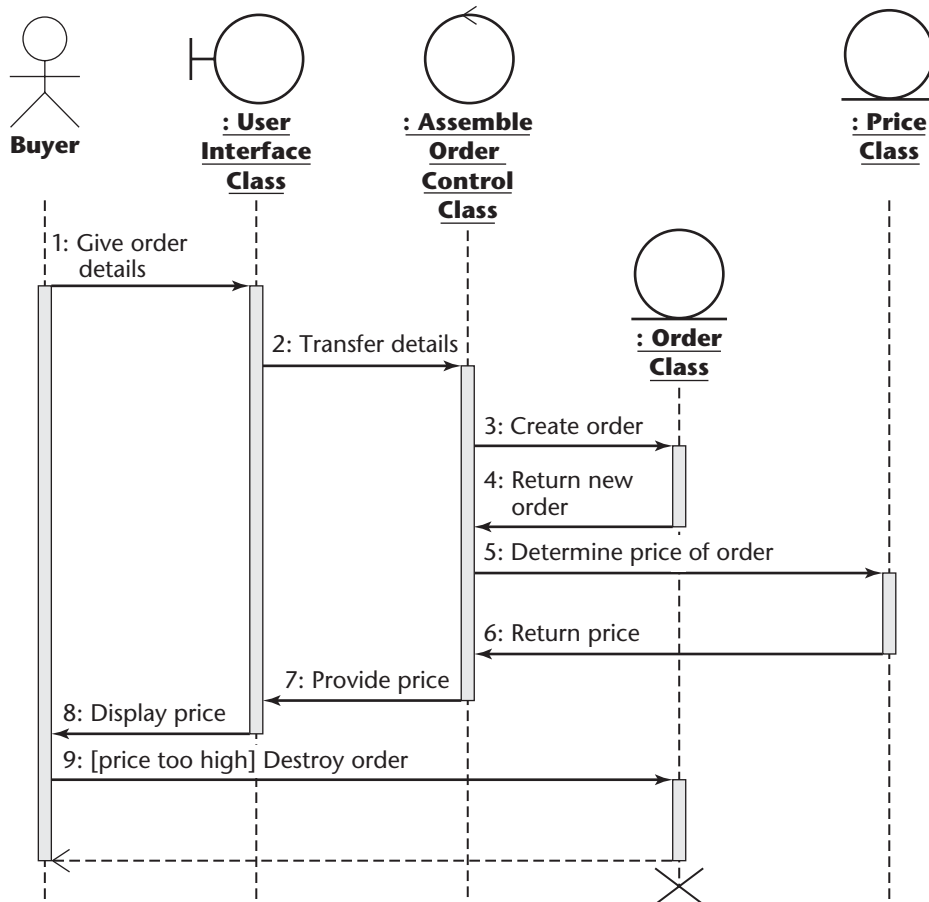 Buyer
: User
Interface
Class
: Assemble
Order
Control
Class
: Price
Class
1: Give order
details
: Order
Class
2: Transfer details
3: Create order
4: Return new
order
5: Determine price of order
6: Return price
7: Provide price
8: Display price
9: [price too high] Destroy order